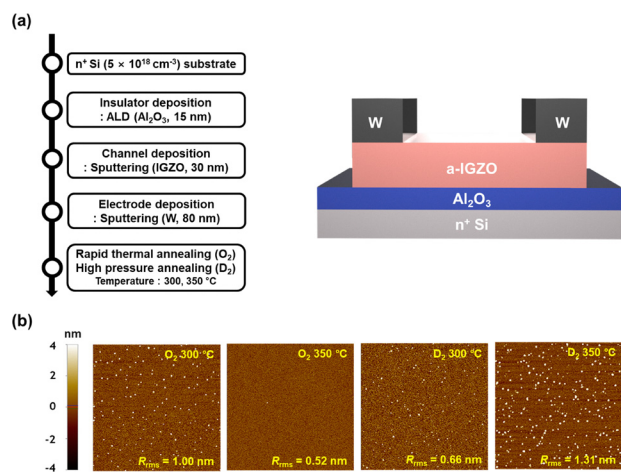 (a)
n⁺ Si (5 × 10¹⁸ cm⁻³) substrate
Insulator deposition
: ALD (Al₂O₃, 15 nm)
Channel deposition
: Sputtering (IGZO, 30 nm)
Electrode deposition
: Sputtering (W, 80 nm)
Rapid thermal annealing (O₂)
High pressure annealing (D₂)
Temperature : 300, 350 °C
W
W
a-IGZO
Al₂O₃
n⁺ Si
(b)
nm
4
2
0
-2
-4
O₂ 300 °C
Rrms = 1.00 nm
O₂ 350 °C
Rrms = 0.52 nm
D₂ 300 °C
Rrms = 0.66 nm
D₂ 350 °C
Rrms = 1.31 nm